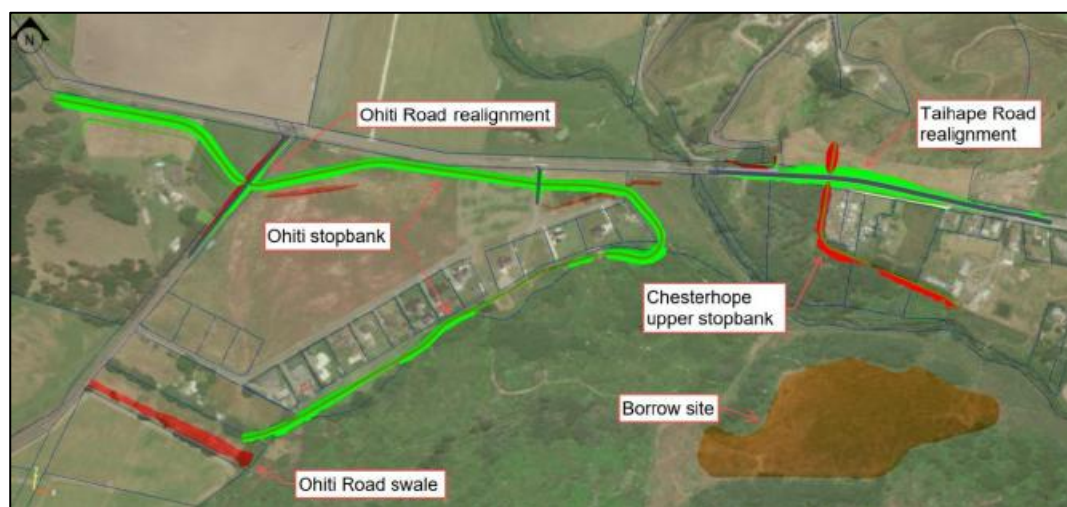 N
Ohiti Road realignment
Taihape Road
realignment
Ohiti stopbank
Chesterhope
upper stopbank
Borrow site
Ohiti Road swale